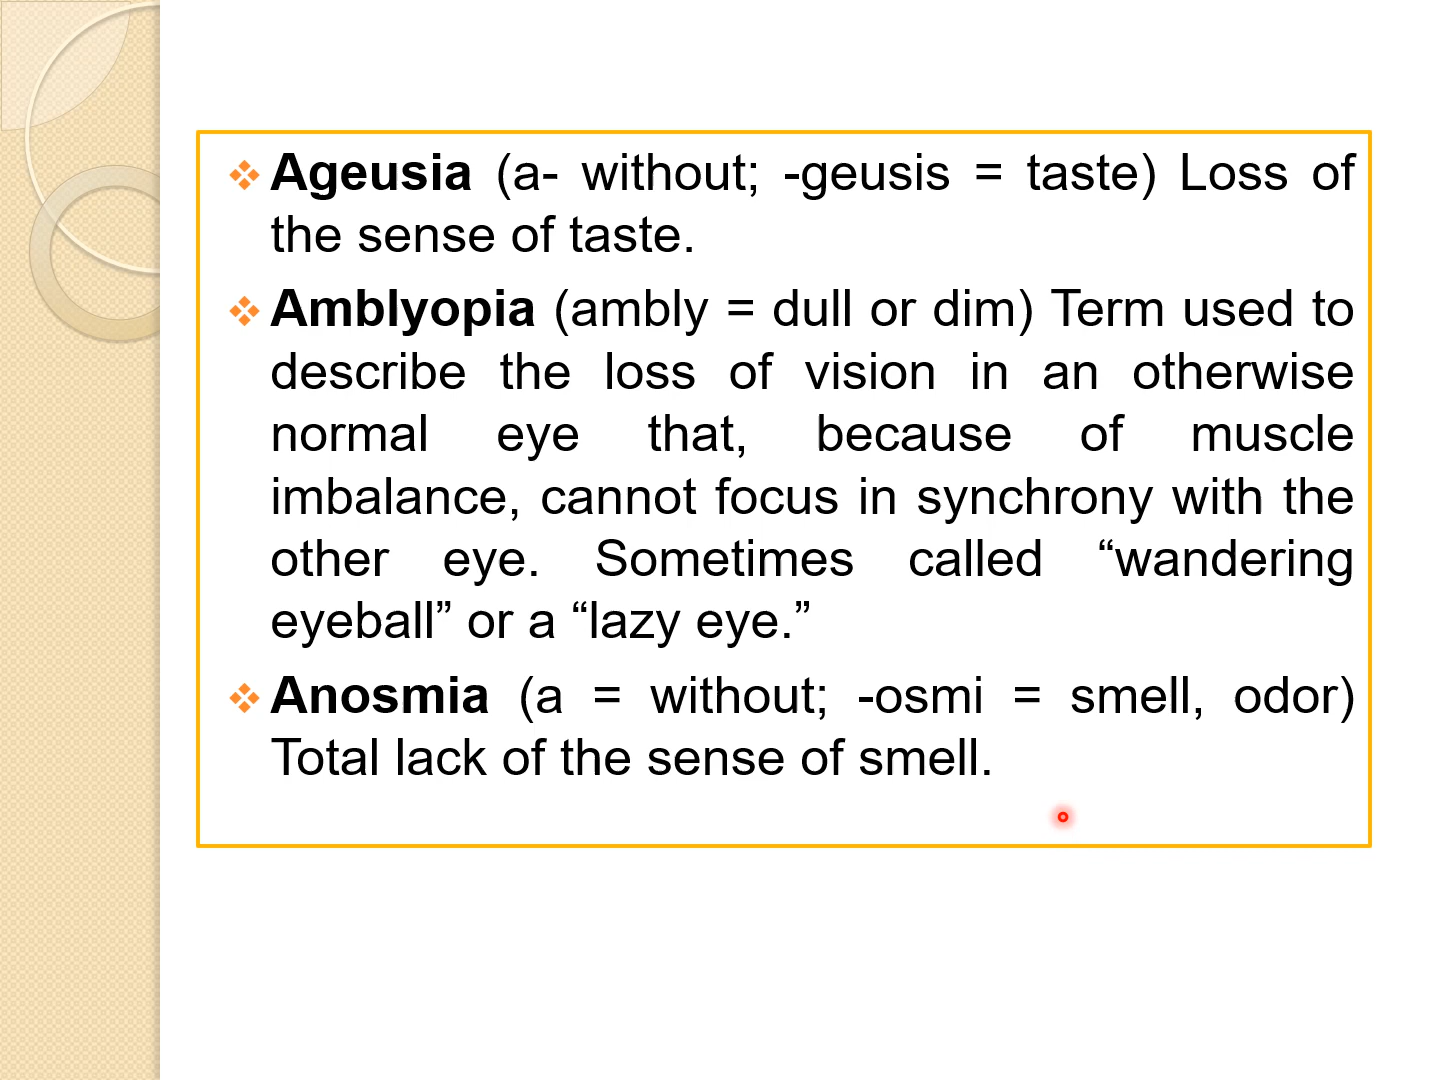 Ageusia (a- without; -geusis = taste) Loss of
the sense of taste.
Amblyopia (ambly = dull or dim) Term used to
describe the loss of vision in an otherwise
normal eye that, because of muscle
imbalance, cannot focus in synchrony with the
other eye. Sometimes called “wandering
eyeball” or a “lazy eye.”
Anosmia (a = without; -osmi = smell, odor)
Total lack of the sense of smell.